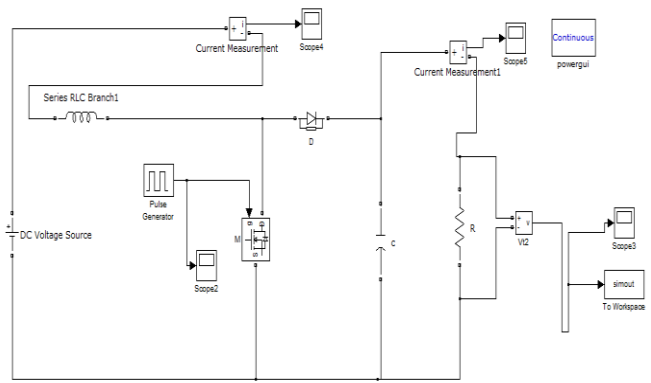 i
+
-
Current Measurement
Scope4
i
+
-
Current Measurement1
Scope5
Continuous
powergui
Series RLC Branch1
D
Pulse
Generator
g
D
M
S
Scope2
+
DC Voltage Source
C
R
+
-
v
Vt2
Scope3
simout
To Workspace